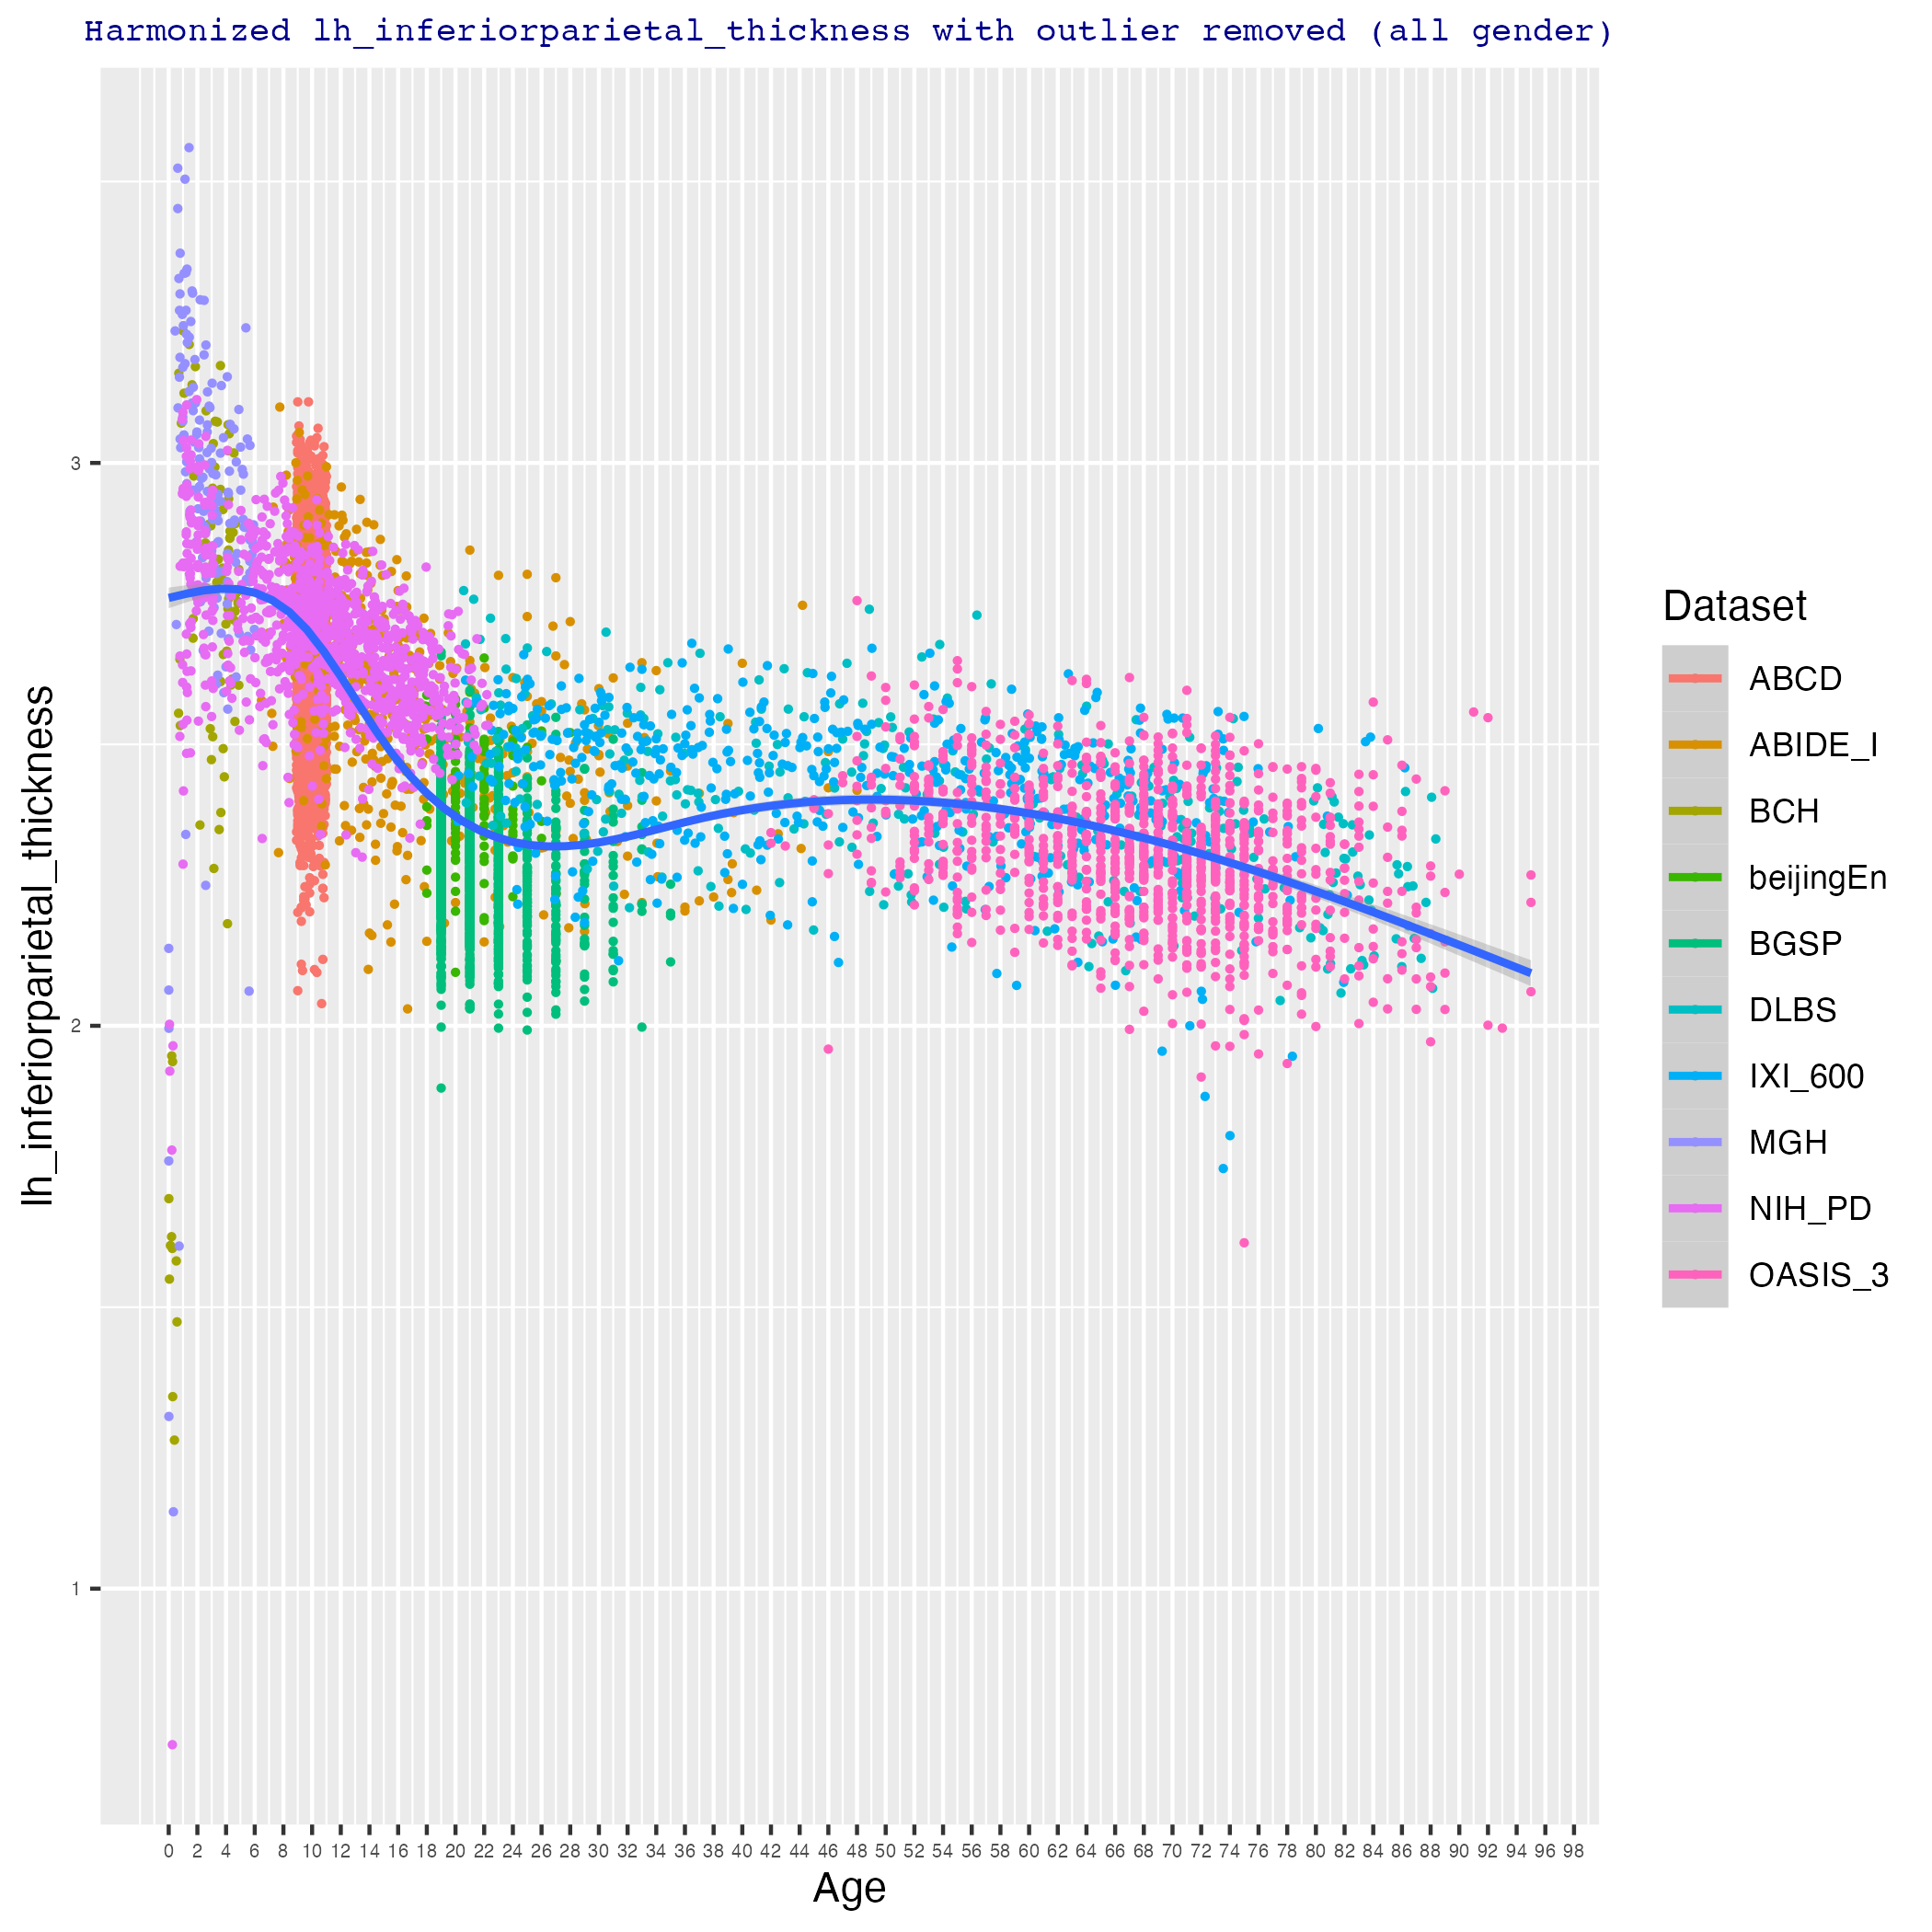 Harmonized lh_inferiorparietal_thickness with outlier removed (all gender)
lh_inferiorparietal_thickness
3
2
1
0 2 4 6 8 10 12 14 16 18 20 22 24 26 28 30 32 34 36 38 40 42 44 46 48 50 52 54 56 58 60 62 64 66 68 70 72 74 76 78 80 82 84 86 88 90 92 94 96 98
Age
Dataset
ABCD
ABIDE_I
BCH
beijingEn
BGSP
DLBS
IXI_600
MGH
NIH_PD
OASIS_3